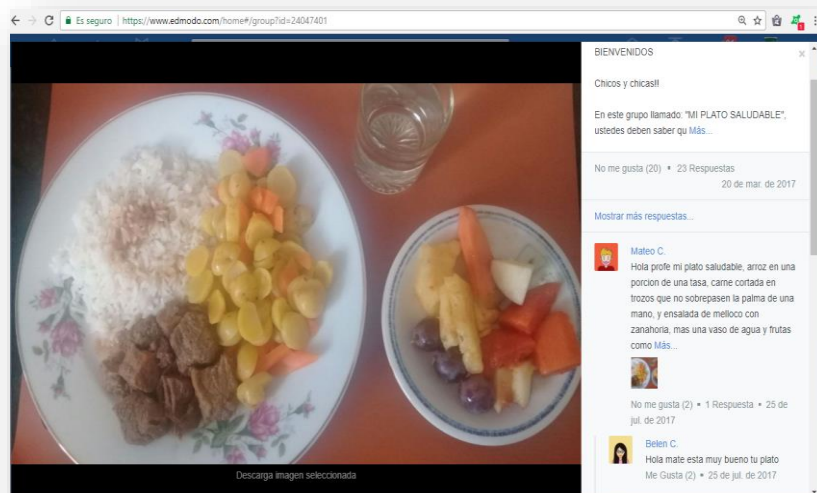 Es seguro | https://www.edmodo.com/home#/group?id=24047401
BIENVENIDOS
Chicos y chicas!!
En este grupo llamado: "MI PLATO SALUDABLE",
ustedes deben saber qu Más...
No me gusta (20) • 23 Respuestas
20 de mar. de 2017
Mostrar más respuestas...
Mateo C.
Hola profe mi plato saludable, arroz en una
porcion de una tasa, carne cortada en
trozos que no sobrepasen la palma de una
mano, y ensalada de melloco con
zanahoria, mas una vaso de agua y frutas
como Más...
No me gusta (2) • 1 Respuesta • 25 de
jul. de 2017
Belen C.
Hola mate esta muy bueno tu plato
Me Gusta (2) • 25 de jul. de 2017
Descarga imagen seleccionada